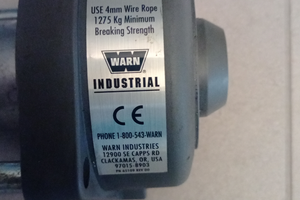 USE 4mm Wire Rope
1275 Kg Minimum
Breaking Strength
WARN
INDUSTRIAL
CE
PHONE 1-800-543-WARN
WARN INDUSTRIES
12900 SE CAPPS RD
CLACKAMAS, OR, USA
97015-8903